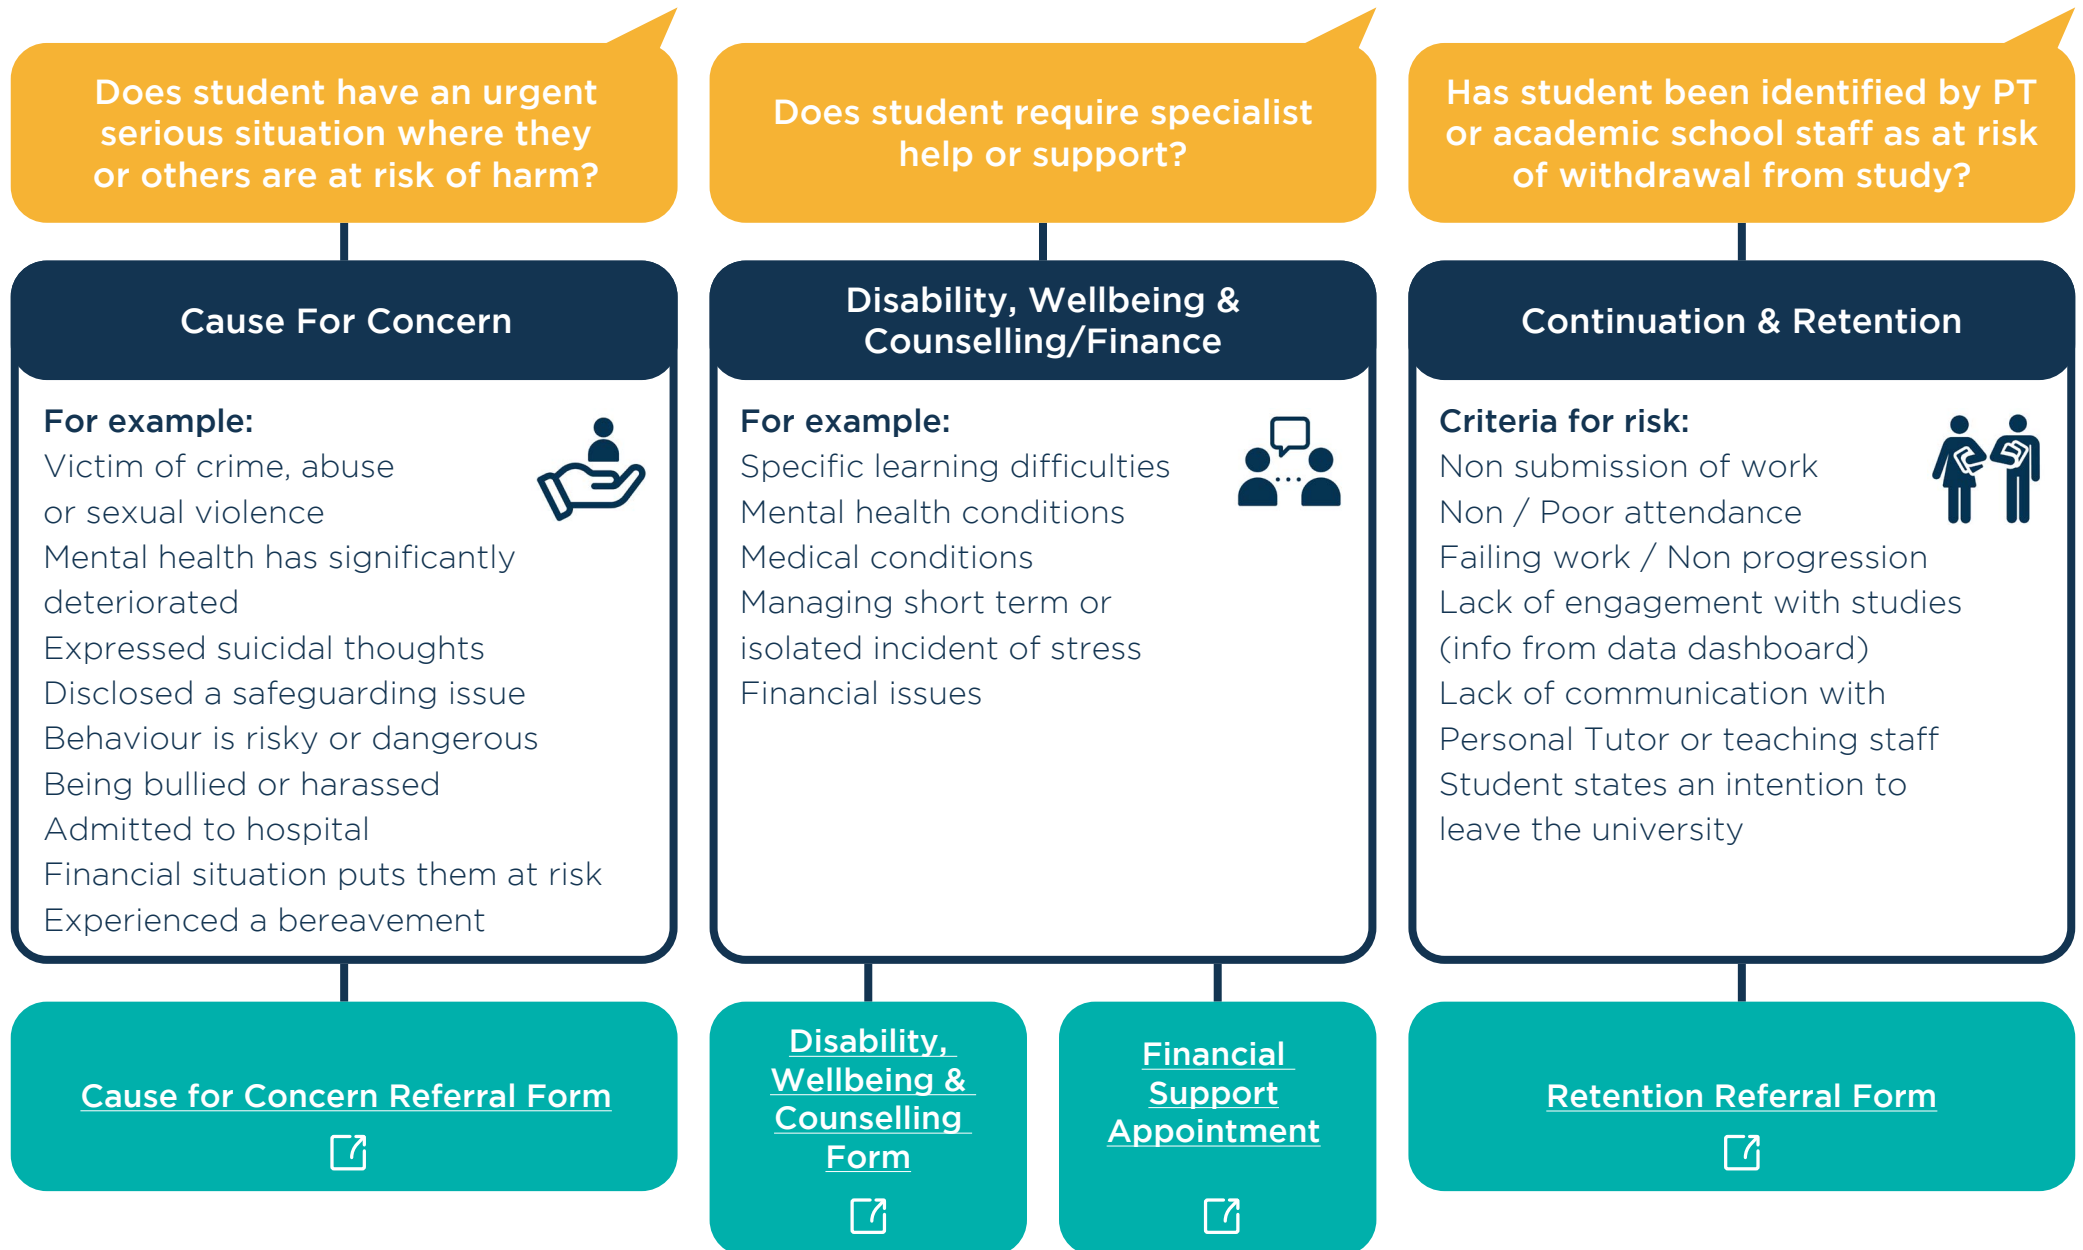 Does student have an urgent
serious situation where they
or others are at risk of harm?
Cause For Concern
For example:
Victim of crime, abuse
or sexual violence
Mental health has significantly
deteriorated
Expressed suicidal thoughts
Disclosed a safeguarding issue
Behaviour is risky or dangerous
Being bullied or harassed
Admitted to hospital
Financial situation puts them at risk
Experienced a bereavement
Cause for Concern Referral Form
Does student require specialist
help or support?
Disability, Wellbeing &
Counselling/Finance
For example:
Specific learning difficulties
Mental health conditions
Medical conditions
Managing short term or
isolated incident of stress
Financial issues
Disability,
Wellbeing &
Counselling
Form
Financial
Support
Appointment
Has student been identified by PT
or academic school staff as at risk
of withdrawal from study?
Continuation & Retention
Criteria for risk:
Non submission of work
Non / Poor attendance
Failing work / Non progression
Lack of engagement with studies
(info from data dashboard)
Lack of communication with
Personal Tutor or teaching staff
Student states an intention to
leave the university
Retention Referral Form